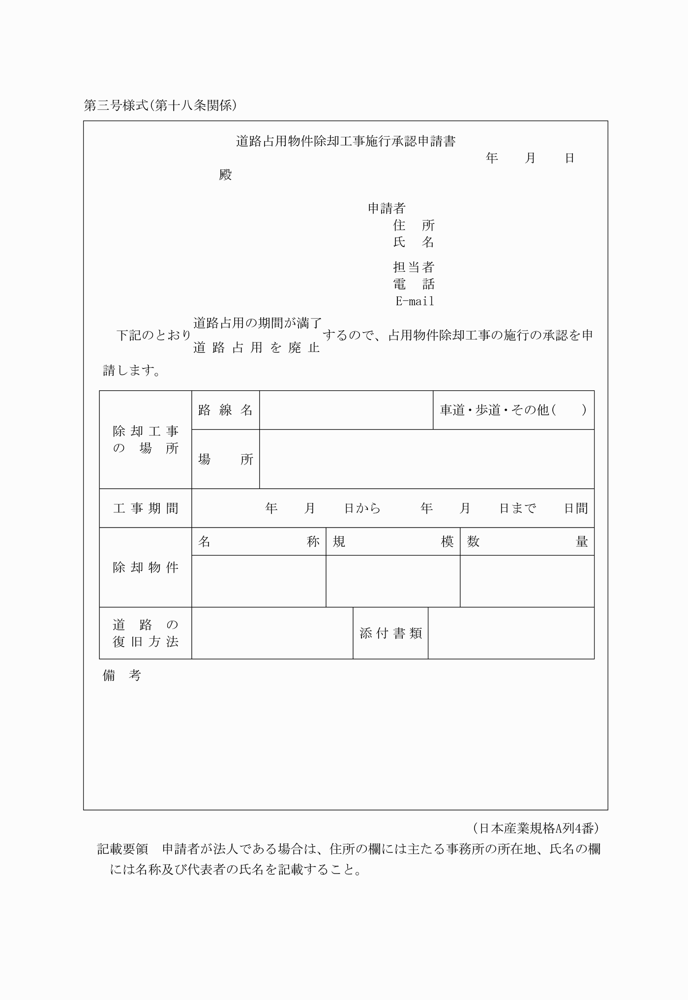 第三号様式(第十八条関係)
道路占用物件除却工事施行承認申請書
年　　月　　日
殿
申請者
住　所
氏　名
担当者
電　話
E-mail
下記のとおり
道路占用の期間が満了
道路占用を廃止
するので、占用物件除却工事の施行の承認を申
請します。
除却工事
の場所
路線名
車道・歩道・その他(　　)
場所
工事期間
年　　月　　日から　　　年　　月　　日まで　　日間
除却物件
名称　規模　数量
道路の
復旧方法
添付書類
備　考
(日本産業規格A列4番)
記載要領　申請者が法人である場合は、住所の欄には主たる事務所の所在地、氏名の欄
には名称及び代表者の氏名を記載すること。